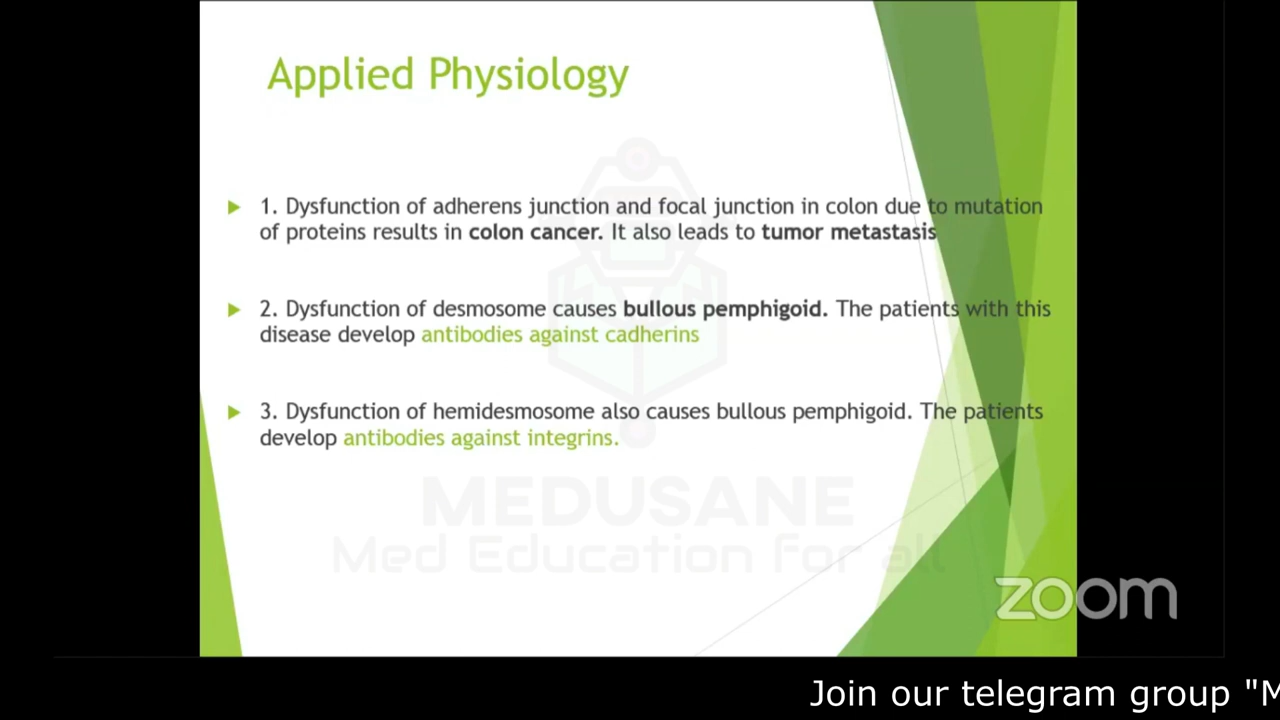 Applied Physiology
1. Dysfunction of adherens junction and focal junction in colon due to mutation
of proteins results in colon cancer. It also leads to tumor metastasis
2. Dysfunction of desmosome causes bullous pemphigoid. The patients with this
disease develop antibodies against cadherins
3. Dysfunction of hemidesmosome also causes bullous pemphigoid. The patients
develop antibodies against integrins.
MEDUSANE
Med Education for all
zoom
Join our telegram group "M